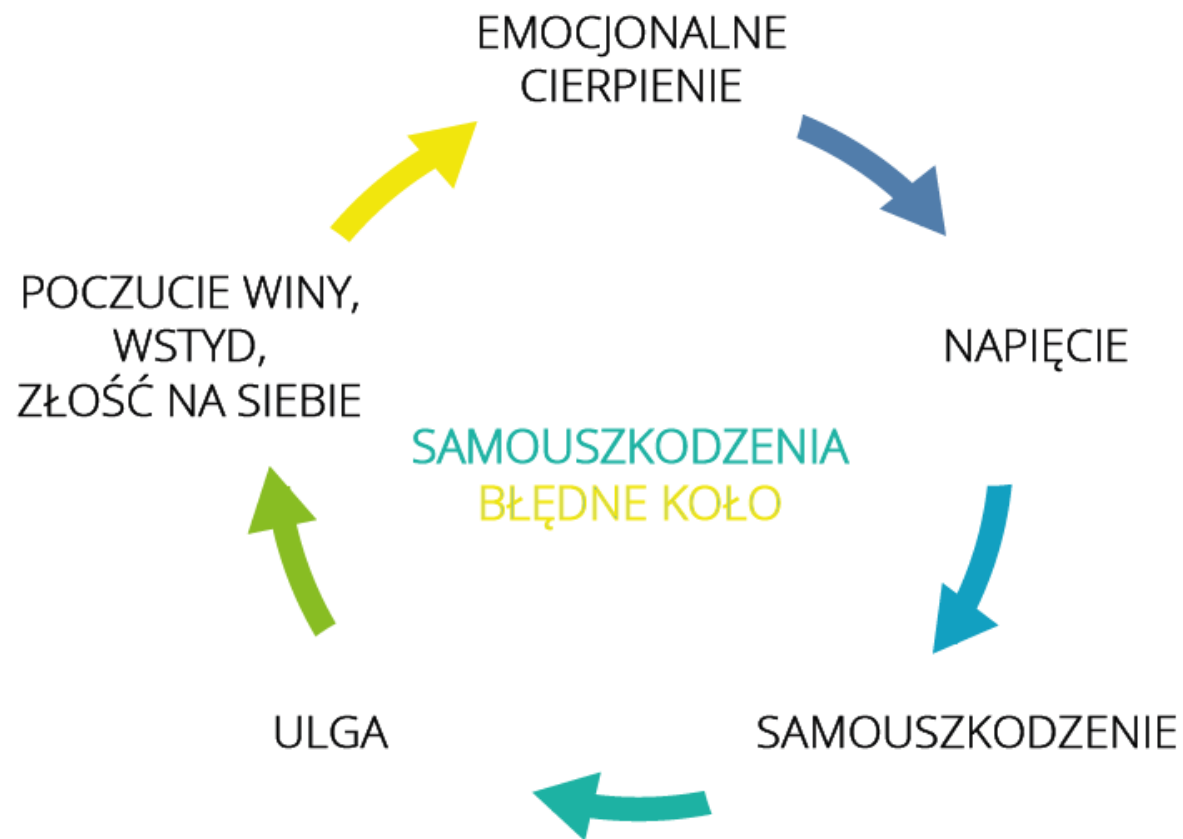 EMOCJONALNE
CIERPIENIE
NAPIĘCIE
SAMOUSZKODZENIE
ULGA
POCZUCIE WINY,
WSTYD,
ZŁOŚĆ NA SIEBIE
SAMOUSZKODZENIA
BŁĘDNE KOŁO